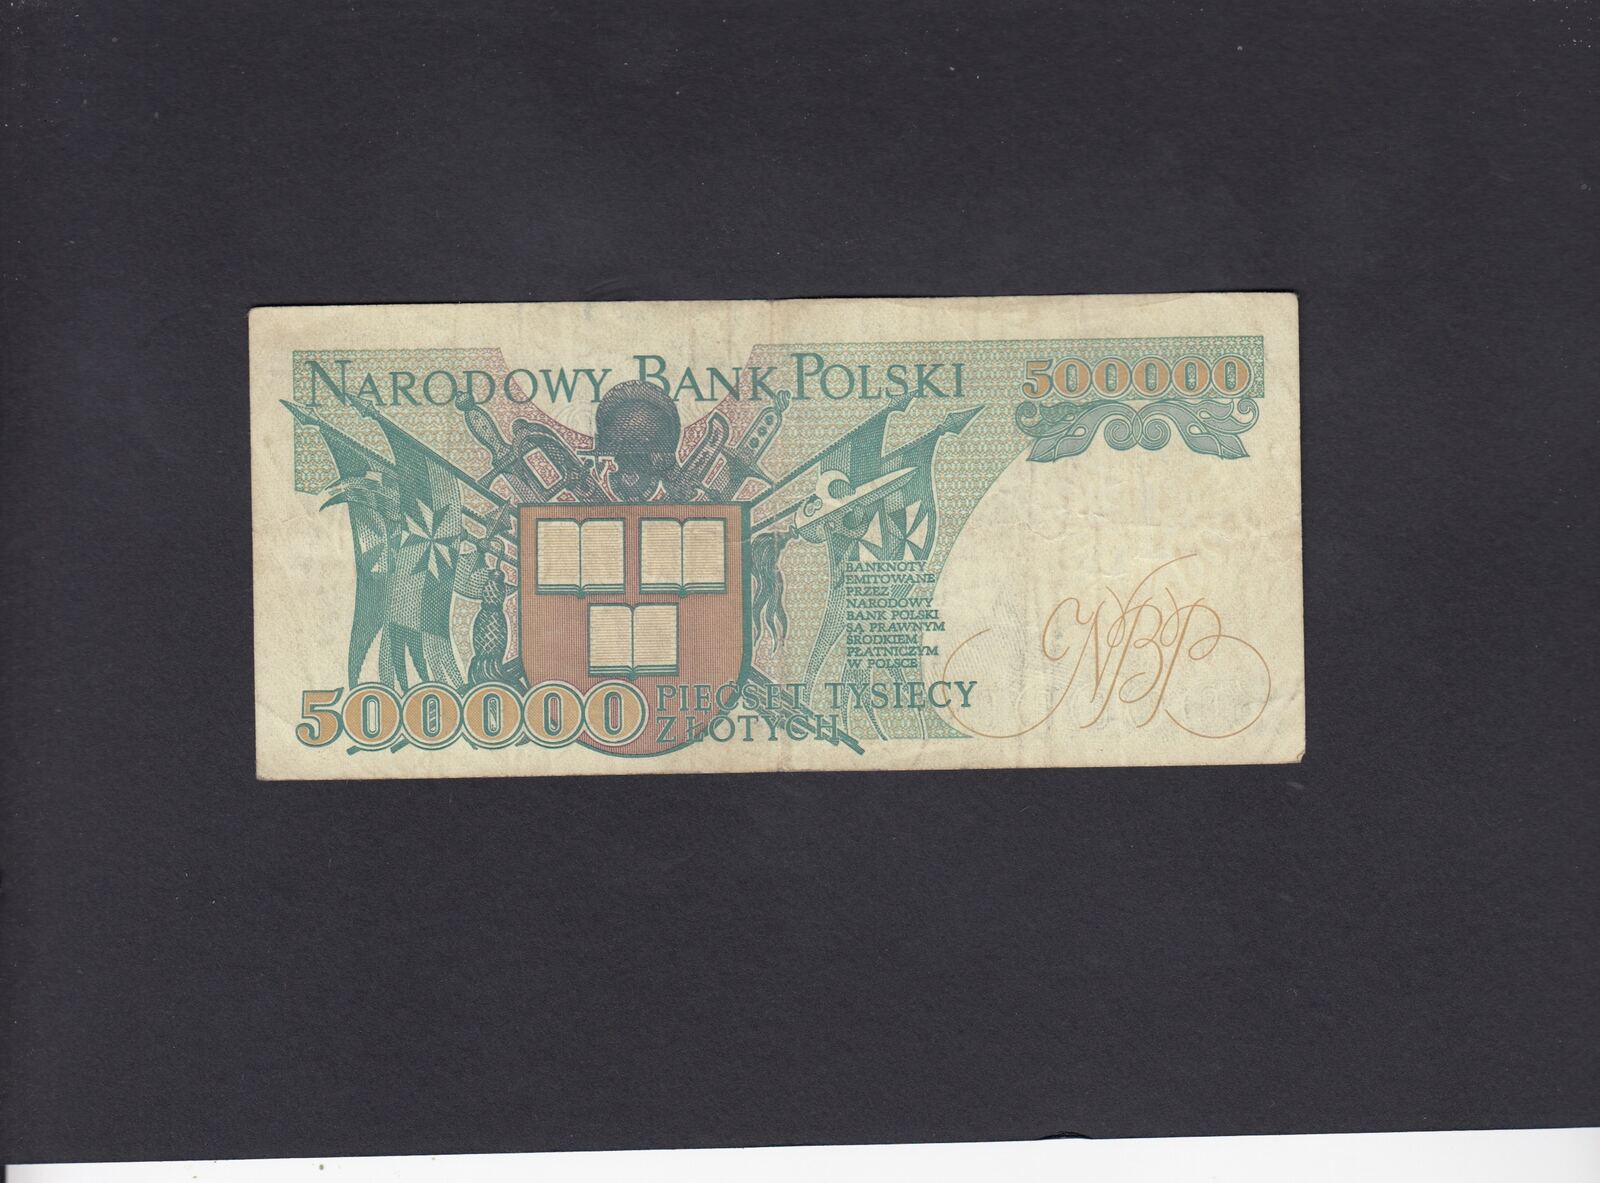 NARODOWY BANK POLSKI
500000
BANKNOTY
EMITOWANE
PRZEZ
NARODOWY
BANK POLSKI
SĄ PRAWNYM
ŚRODKIEM
PŁATNICZYM
W POLSCE
NBP
500000 PIĘĆSET TYSIĘCY
ZŁOTYCH